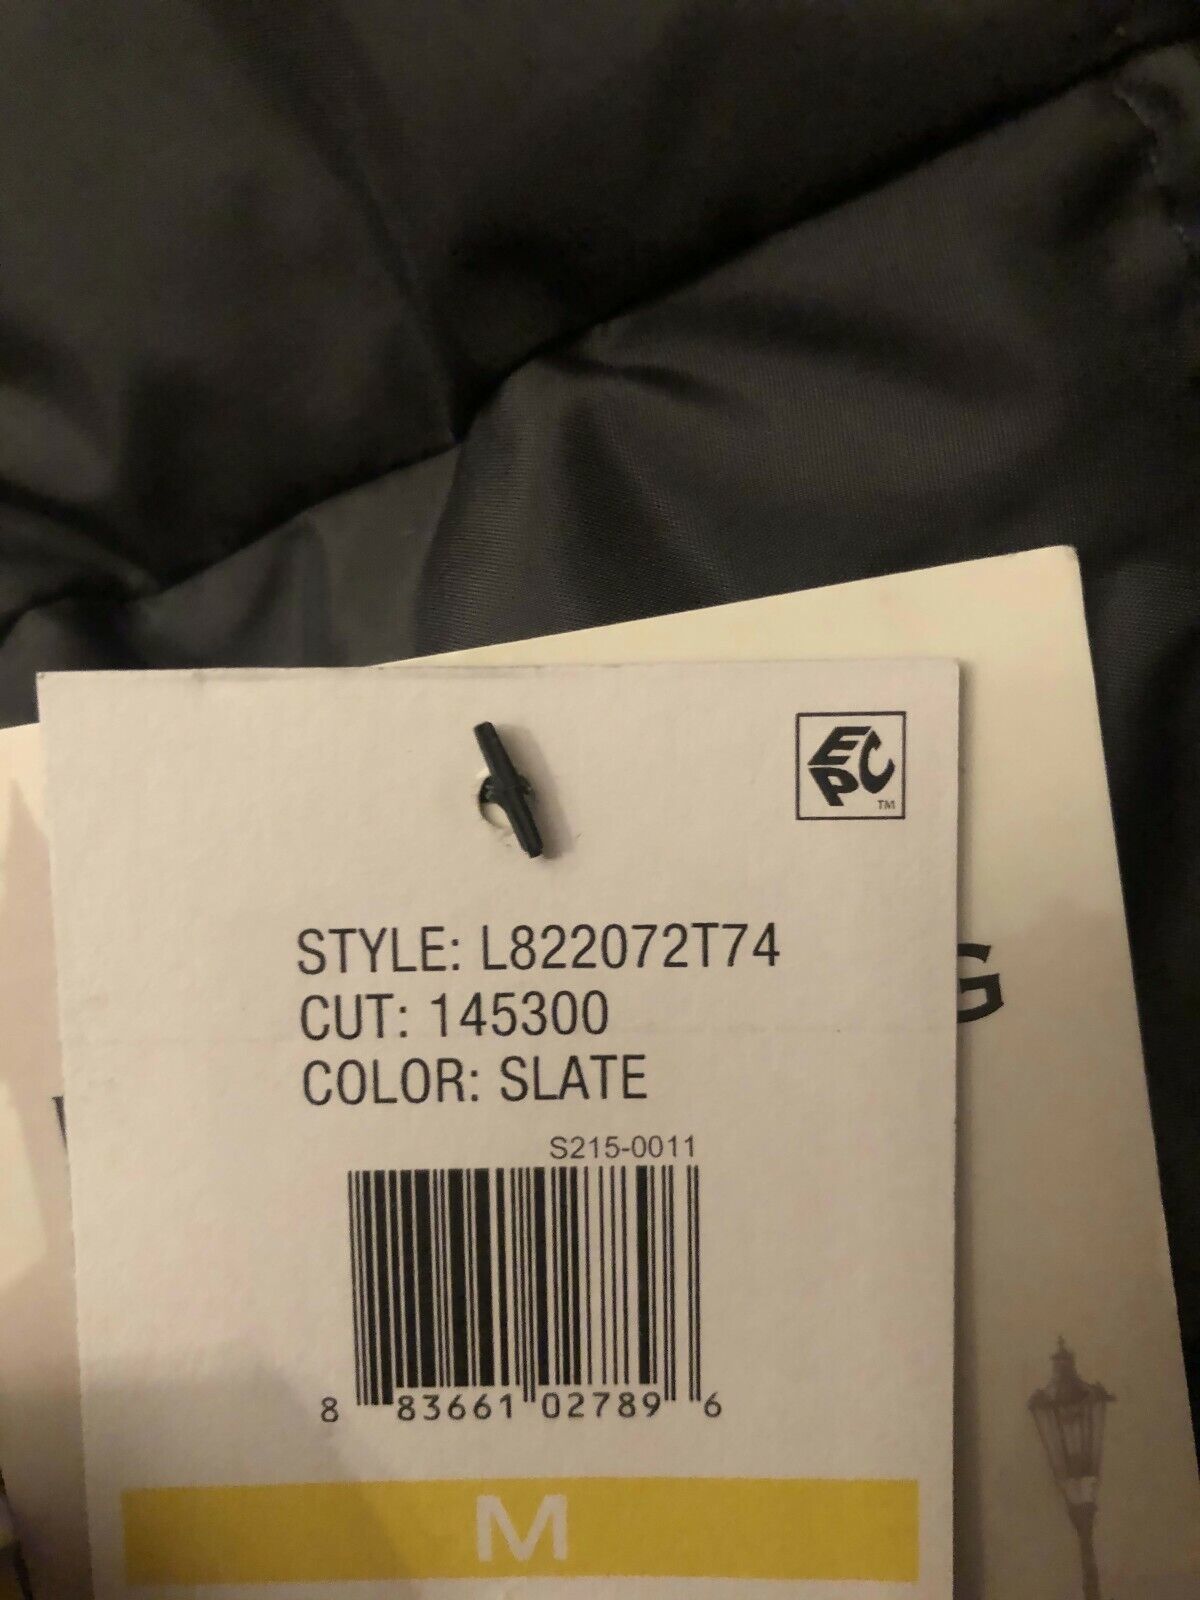 EPC
TM
STYLE: L822072T74
CUT: 145300
COLOR: SLATE
G
S215-0011
8 83661 02789 6
M